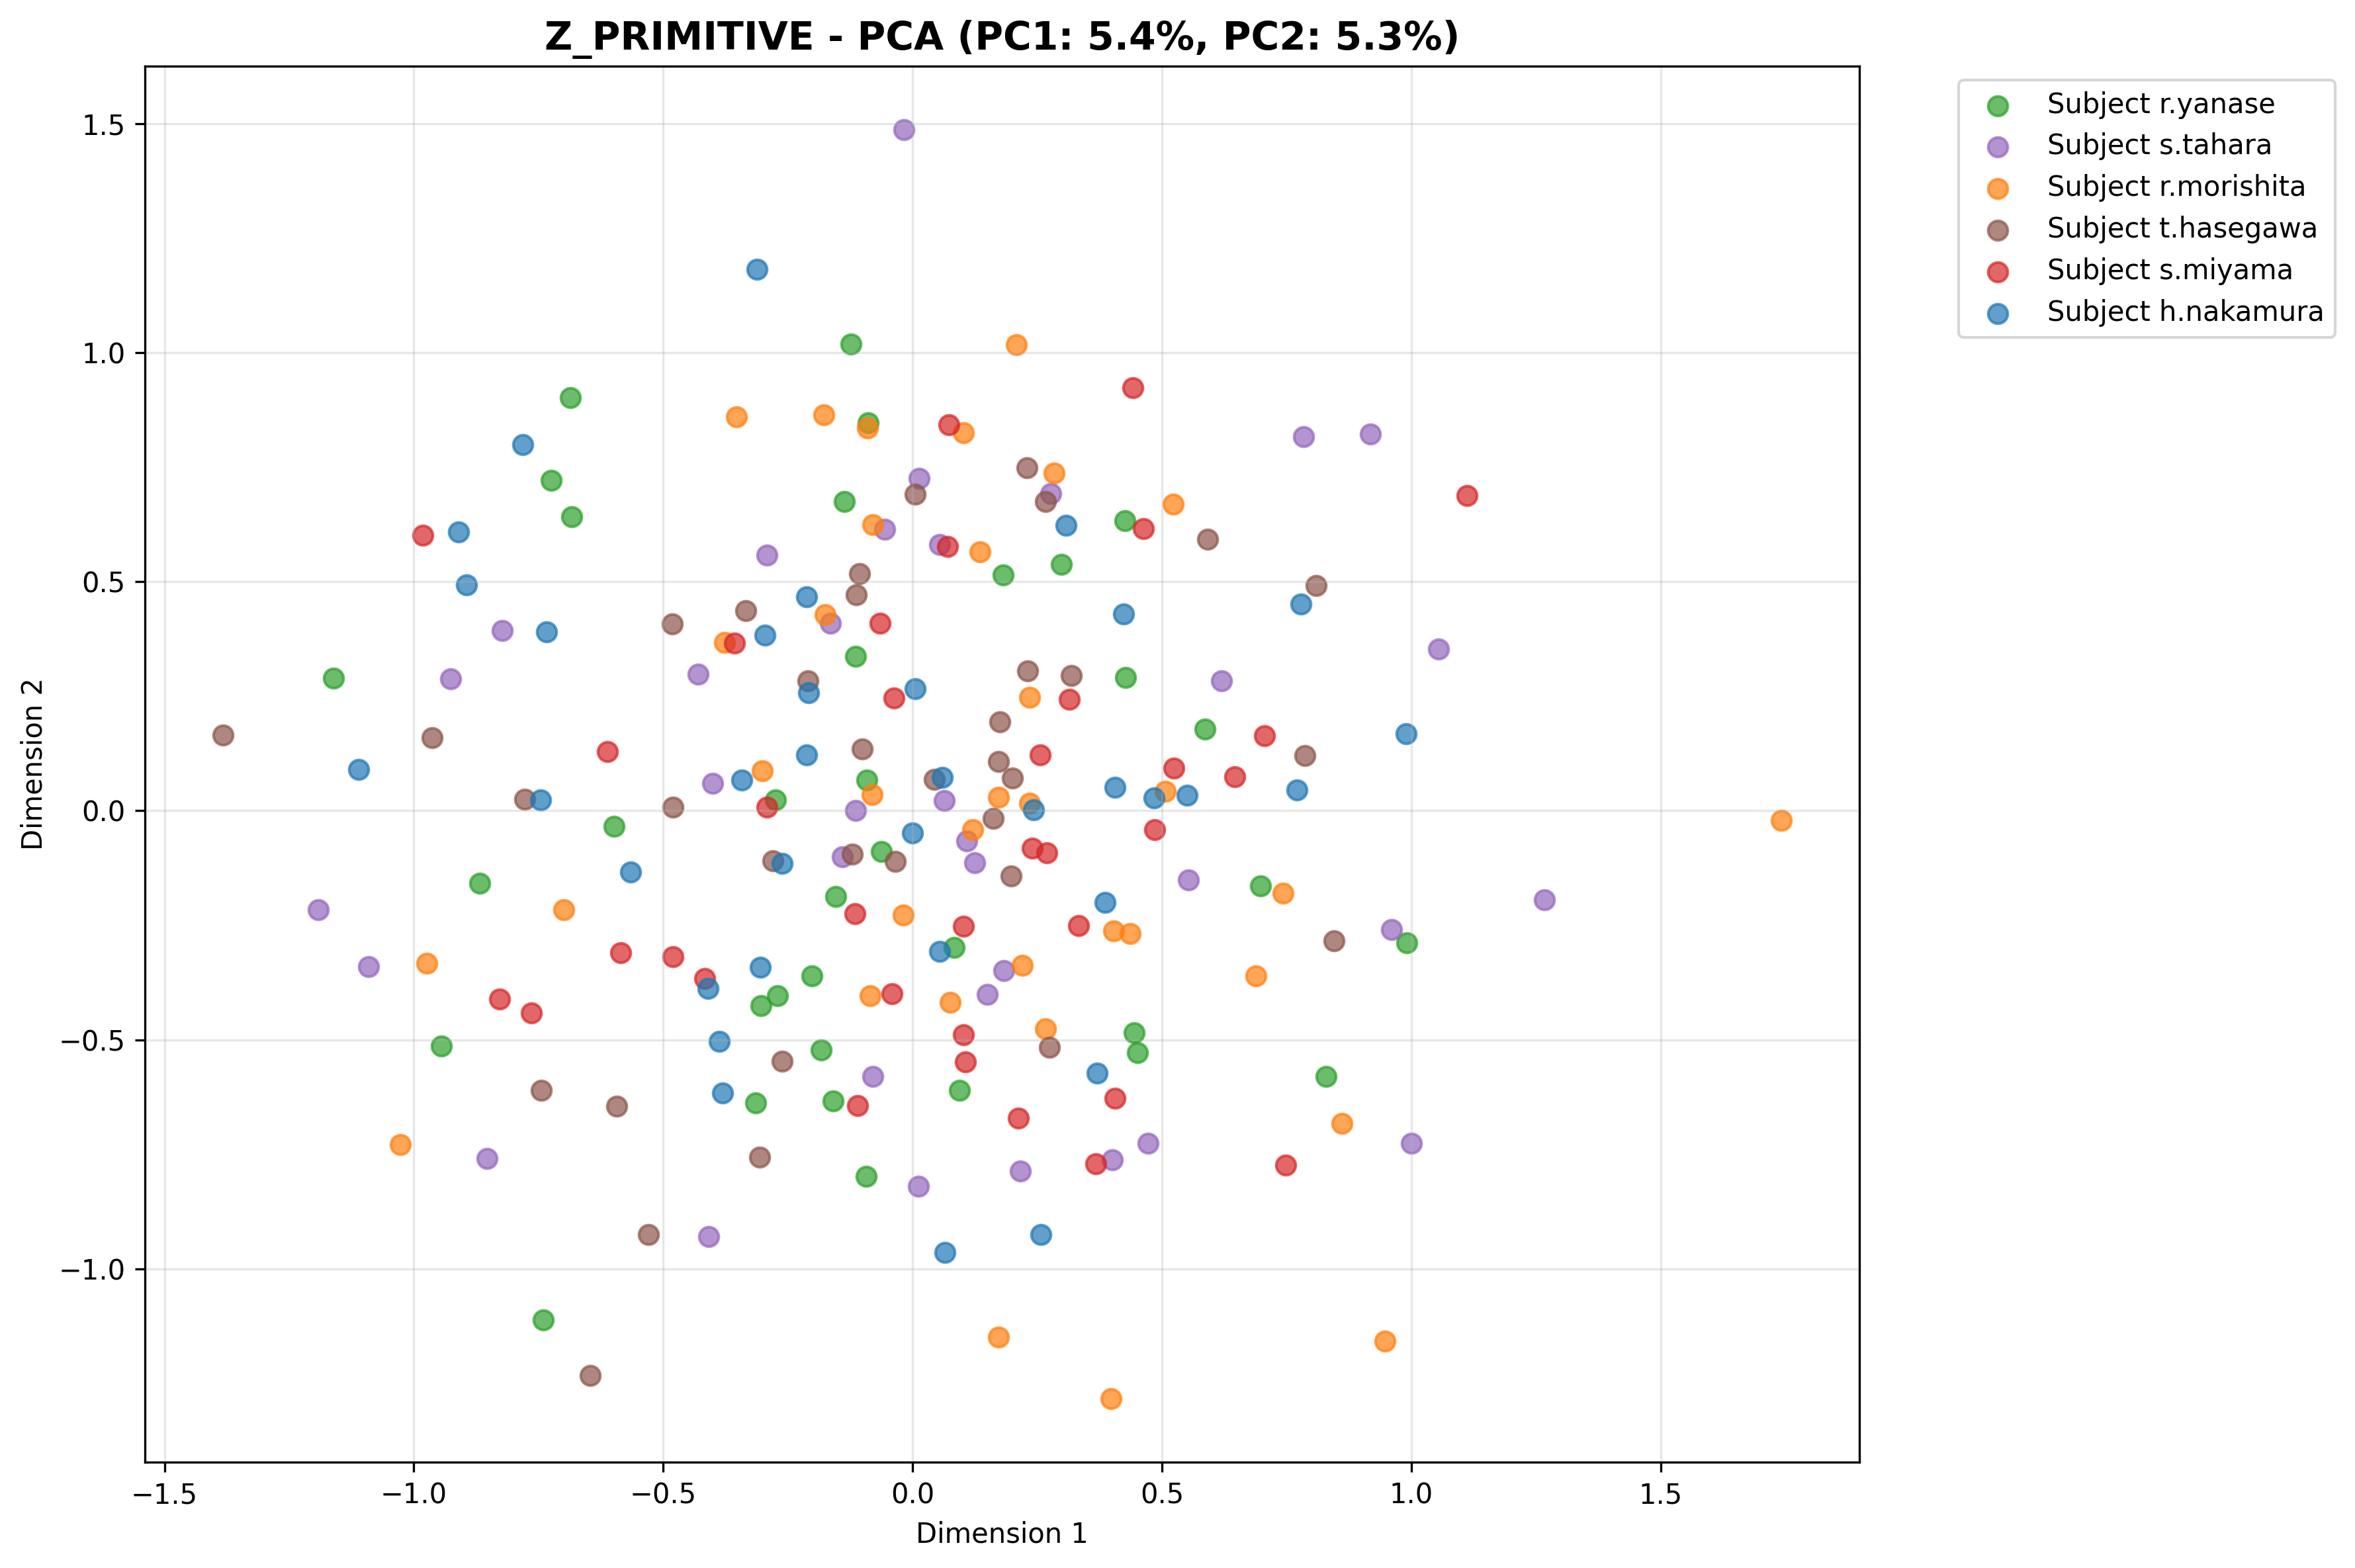 Z_PRIMITIVE - PCA (PC1: 5.4%, PC2: 5.3%)
Subject r.yanase
Subject s.tahara
Subject r.morishita
Subject t.hasegawa
Subject s.miyama
Subject h.nakamura
Dimension 2
1.5
1.0
0.5
0.0
−0.5
−1.0
−1.5 −1.0 −0.5 0.0 0.5 1.0 1.5
Dimension 1